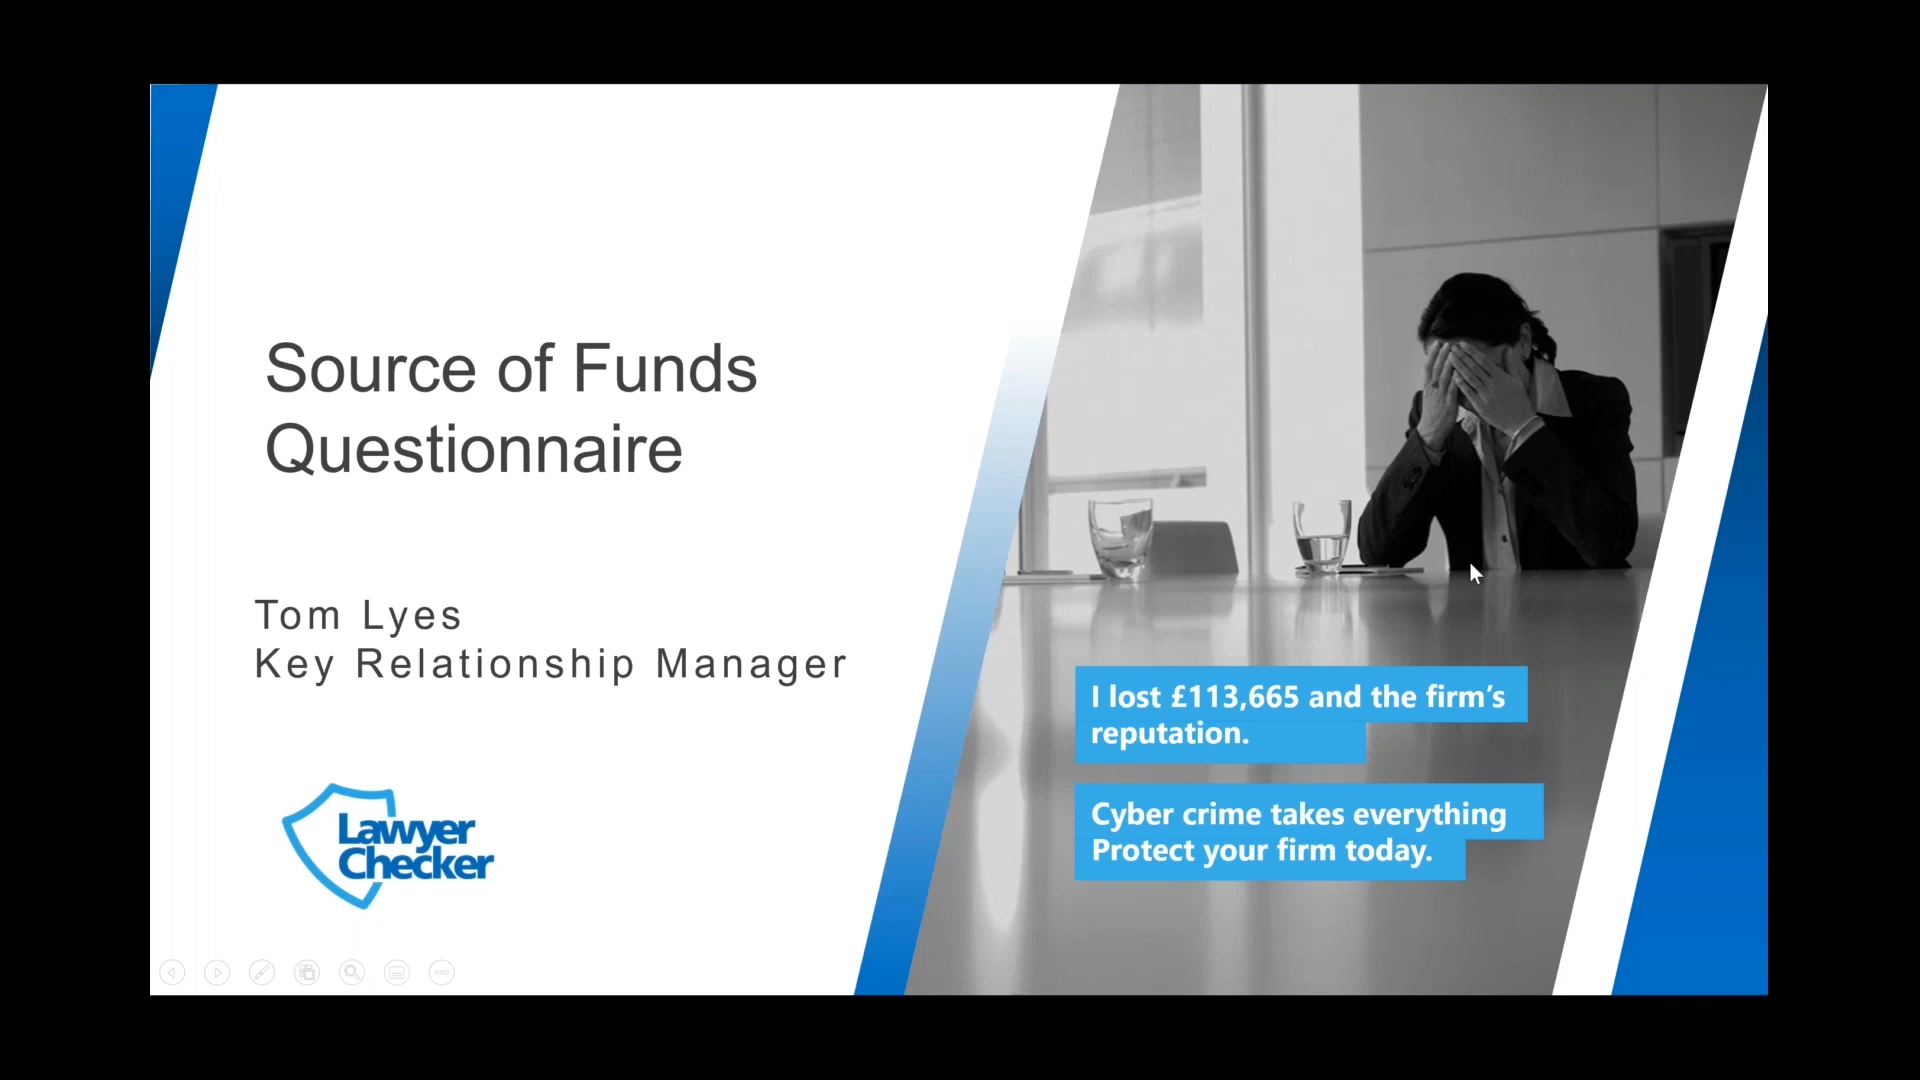 Source of Funds
Questionnaire
Tom Lyes
Key Relationship Manager
Lawyer
Checker
I lost £113,665 and the firm’s
reputation.
Cyber crime takes everything
Protect your firm today.